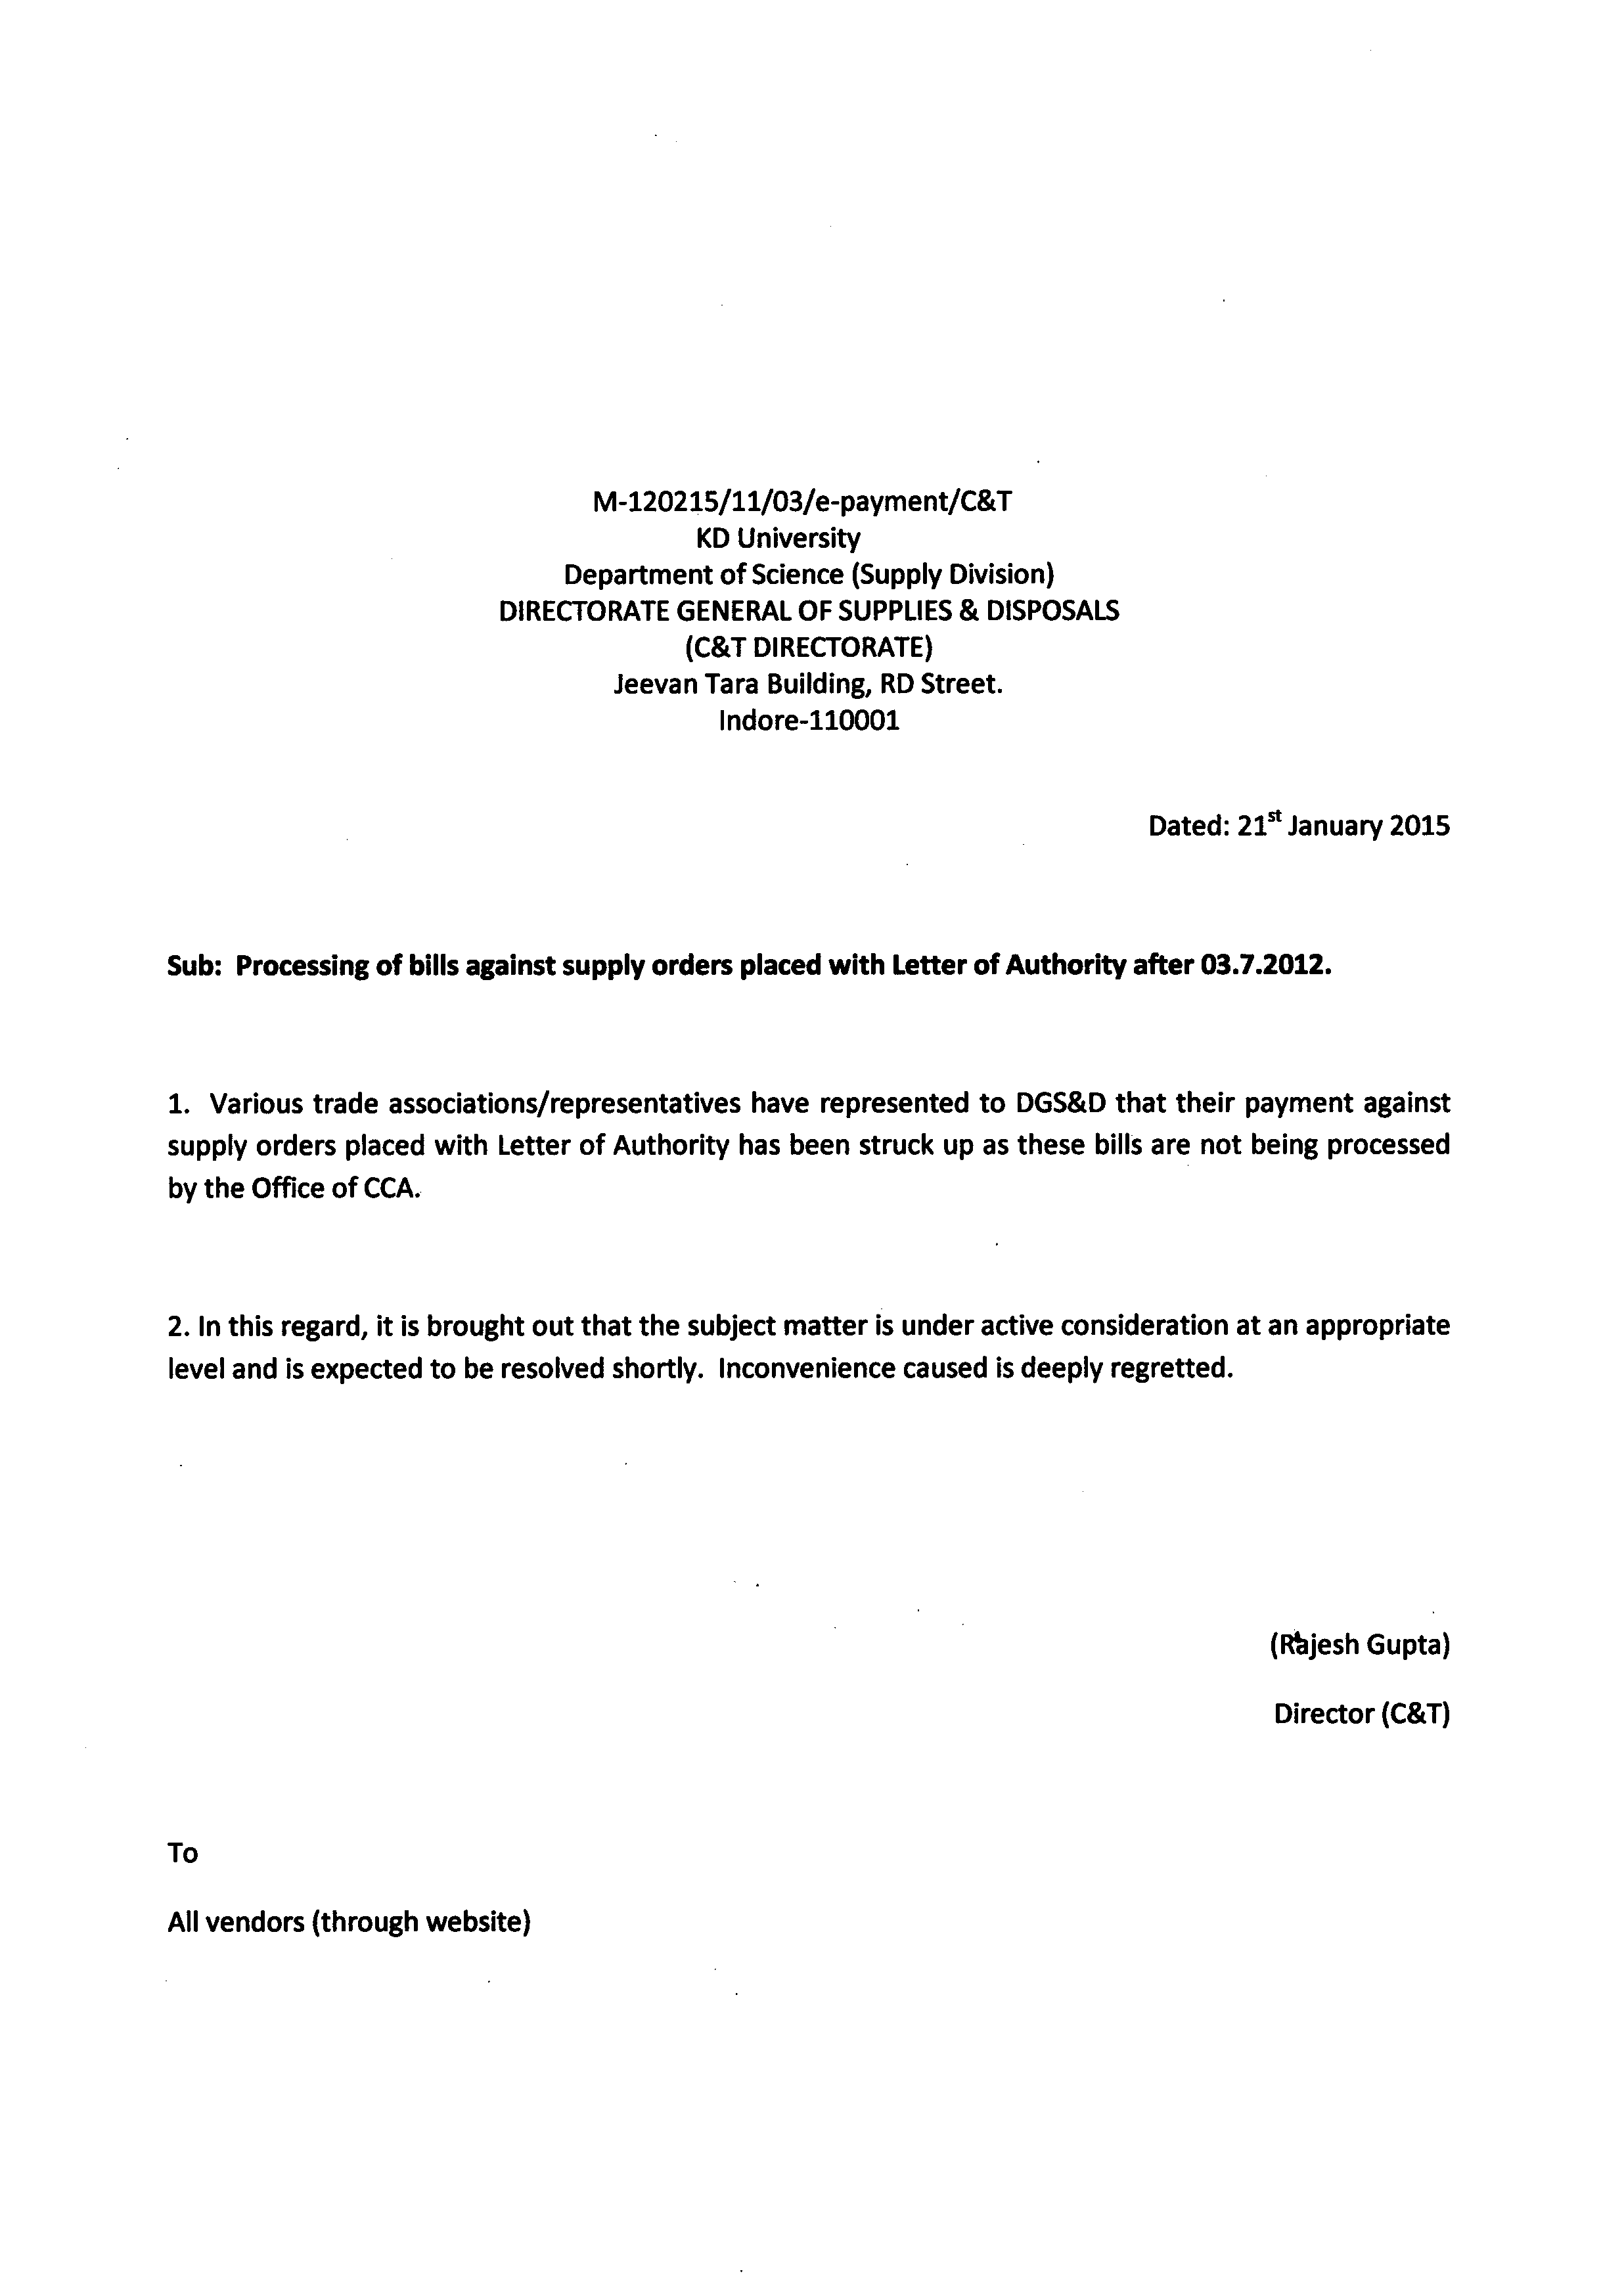 M-120215/11/03/e-payment/C&T
KD University
Department of Science (Supply Division)
DIRECTORATE GENERAL OF SUPPLIES & DISPOSALS
(C&T DIRECTORATE)
Jeevan Tara Building, RD Street.
Indore-110001
Dated: 21st January 2015
Sub: Processing of bills against supply orders placed with Letter of Authority after 03.7.2012.
1. Various trade associations/representatives have represented to DGS&D that their payment against
supply orders placed with Letter of Authority has been struck up as these bills are not being processed
by the Office of CCA.
2. In this regard, it is brought out that the subject matter is under active consideration at an appropriate
level and is expected to be resolved shortly. Inconvenience caused is deeply regretted.
(Rajesh Gupta)
Director (C&T)
To
All vendors (through website)